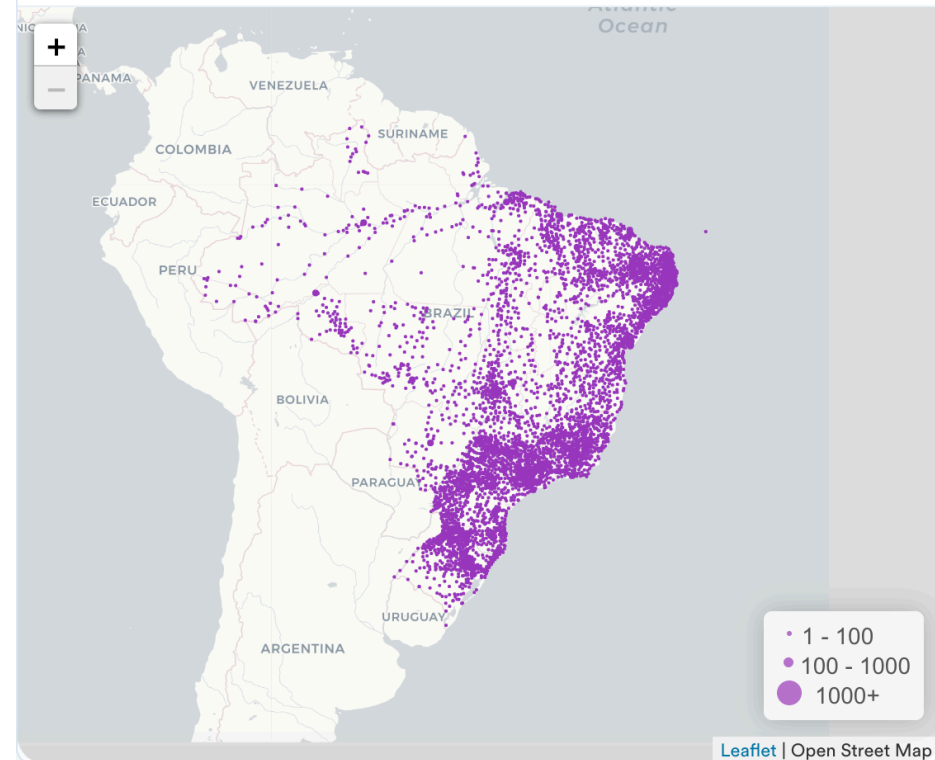 Atlantic
Ocean
+
−
PANAMA
VENEZUELA
SURINAME
COLOMBIA
ECUADOR
PERU
BRAZIL
BOLIVIA
PARAGUAY
URUGUAY
ARGENTINA
1 - 100
100 - 1000
1000+
Leaflet | Open Street Map